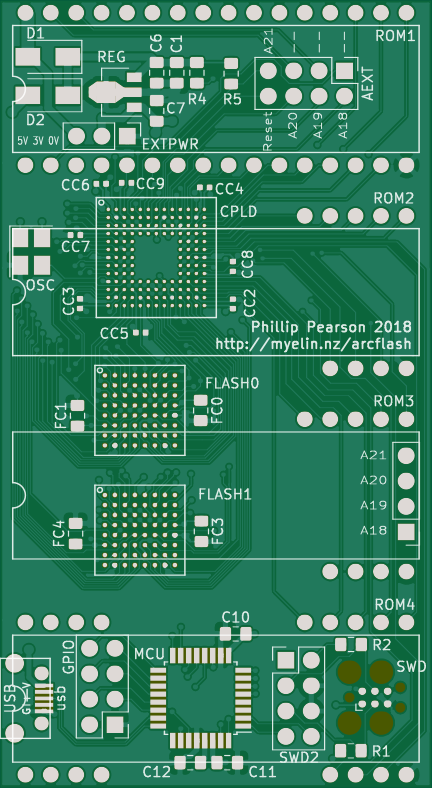 D1
ROM1
REG
C6
C1
A21
R4
R5
AEXT
C7
D2
5V 3V 0V
EXTPWR
Reset
A20
A19
A18
CC6
CC9
CC4
ROM2
CPLD
CC7
OSC
CC8
CC3
CC2
CC5
Phillip Pearson 2018
http://myelin.nz/arcflash
FLASH0
FC1
FC0
ROM3
A21
A20
A19
A18
FLASH1
FC4
FC3
ROM4
C10
GPIO
MCU
R2
SWD
USB
usb
SWD2
R1
C12
C11